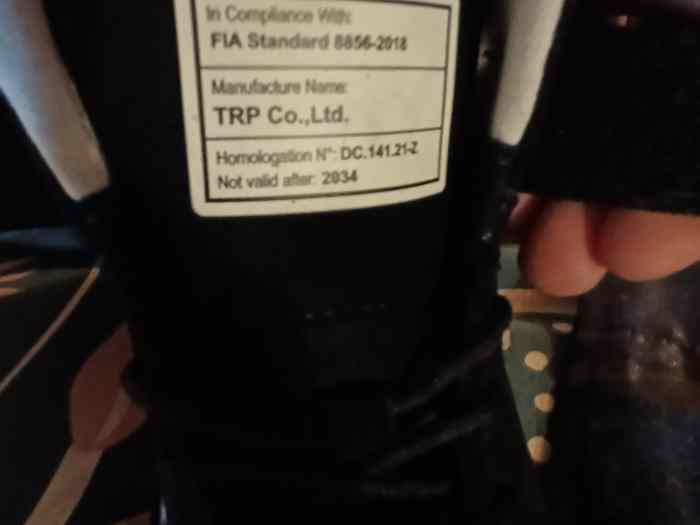 In Compliance With:
FIA Standard 8856-2018
Manufacture Name:
TRP Co.,Ltd.
Homologation N°: DC.141.21-Z
Not valid after: 2034